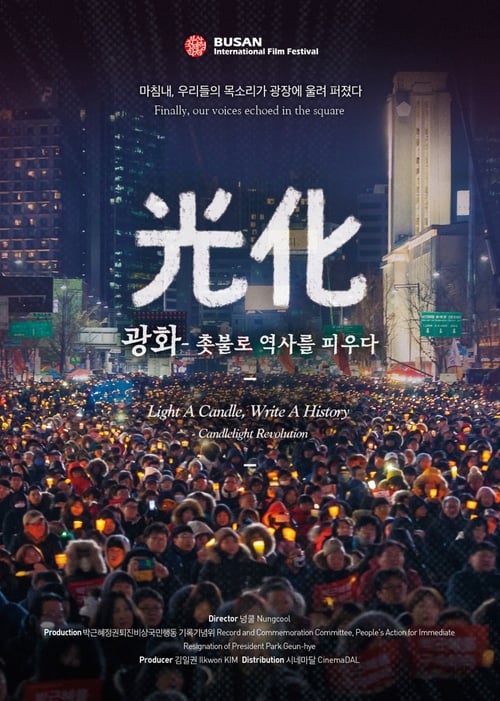 BUSAN
International Film Festival
마침내, 우리들의 목소리가 광장에 울려 퍼졌다
Finally, our voices echoed in the square
光化
광화- 촛불로 역사를 피우다
Light A Candle, Write A History
Candlelight Revolution
Director 넝쿨 Nungcool
Production 박근혜정권퇴진비상국민행동 기록기념위 Record and Commemoration Committee, People's Action for Immediate
Resignation of President Park Geun-hye
Producer 김일권 Ilkwon KIM Distribution 시네마달 CinemaDAL